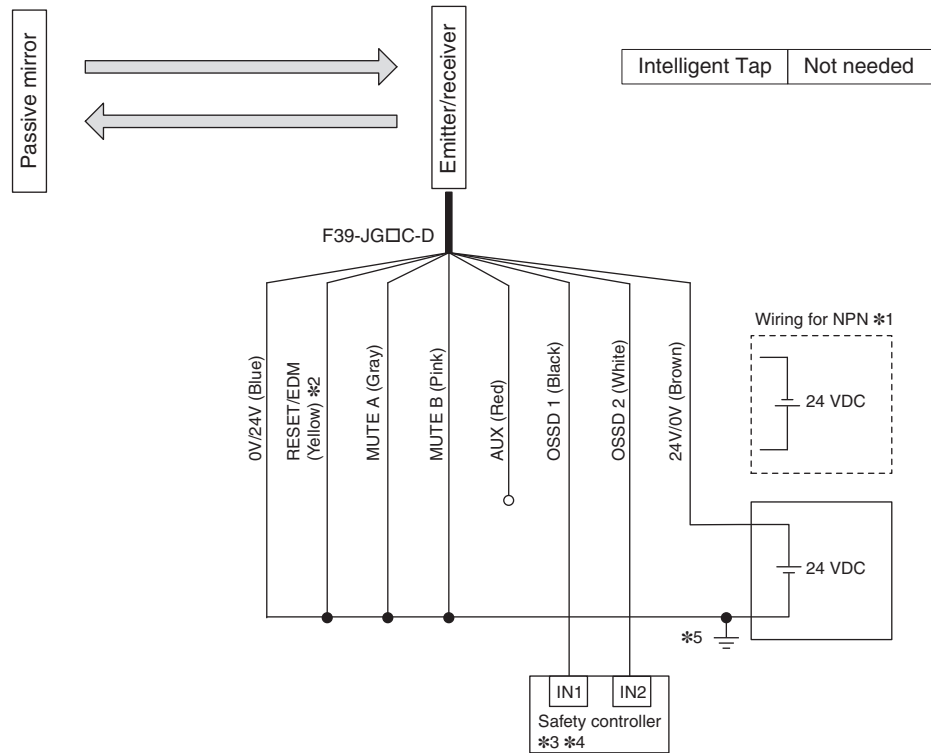 Passive mirror
Emitter/receiver
Intelligent Tap
Not needed
F39-JG□C-D
0V/24V (Blue)
RESET/EDM
(Yellow) ✽2
MUTE A (Gray)
MUTE B (Pink)
AUX (Red)
OSSD 1 (Black)
OSSD 2 (White)
24V/0V (Brown)
Wiring for NPN ✽1
24 VDC
24 VDC
✽5
IN1
IN2
Safety controller
✽3 ✽4